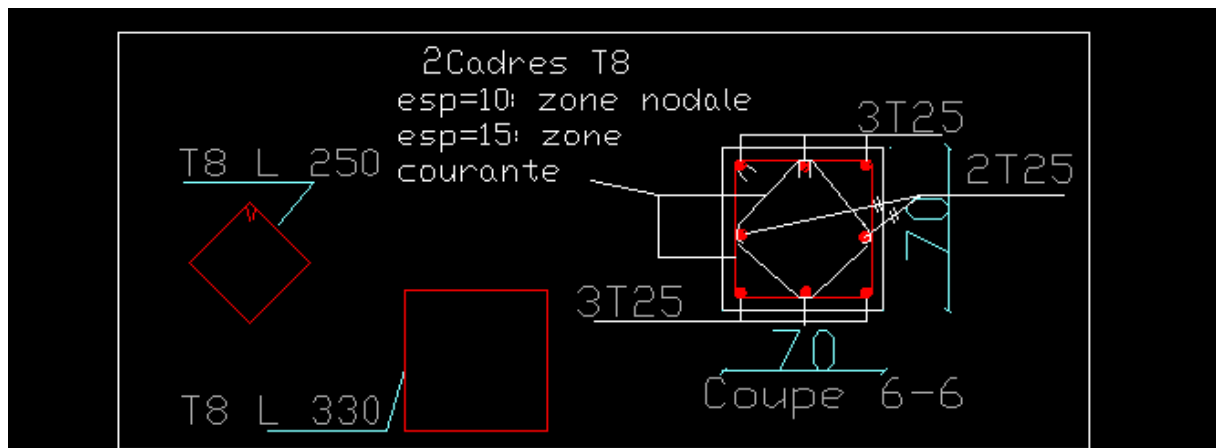 2Cadres T8
esp=10: zone nodale
esp=15: zone
courante
3T25
T8 L 250
2T25
70
3T25
70
Coupe 6-6
T8 L 330